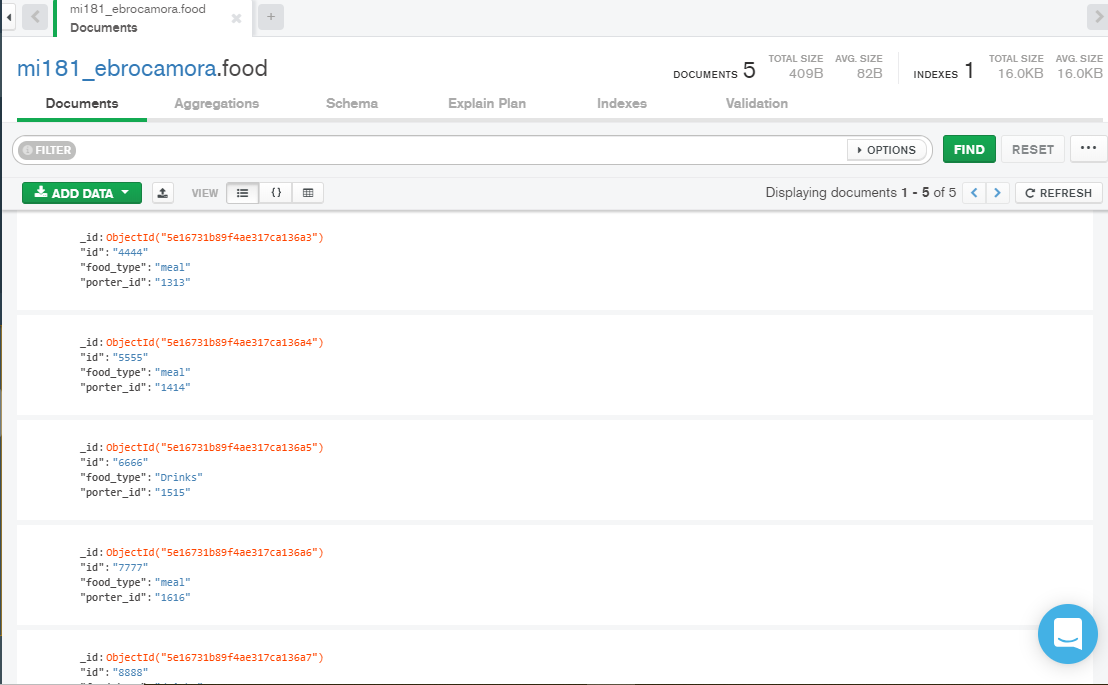 mi181_ebrocamora.food
Documents
mi181_ebrocamora.food
DOCUMENTS 5 TOTAL SIZE 409B AVG. SIZE 82B INDEXES 1 TOTAL SIZE 16.0KB AVG. SIZE 16.0KB
Documents Aggregations Schema Explain Plan Indexes Validation
FILTER OPTIONS FIND RESET ...
ADD DATA VIEW {} Displaying documents 1 - 5 of 5 < > REFRESH
_id: ObjectId("5e16731b89f4ae317ca136a3")
"id": "4444"
"food_type": "meal"
"porter_id": "1313"
_id: ObjectId("5e16731b89f4ae317ca136a4")
"id": "5555"
"food_type": "meal"
"porter_id": "1414"
_id: ObjectId("5e16731b89f4ae317ca136a5")
"id": "6666"
"food_type": "Drinks"
"porter_id": "1515"
_id: ObjectId("5e16731b89f4ae317ca136a6")
"id": "7777"
"food_type": "meal"
"porter_id": "1616"
_id: ObjectId("5e16731b89f4ae317ca136a7")
"id": "8888"